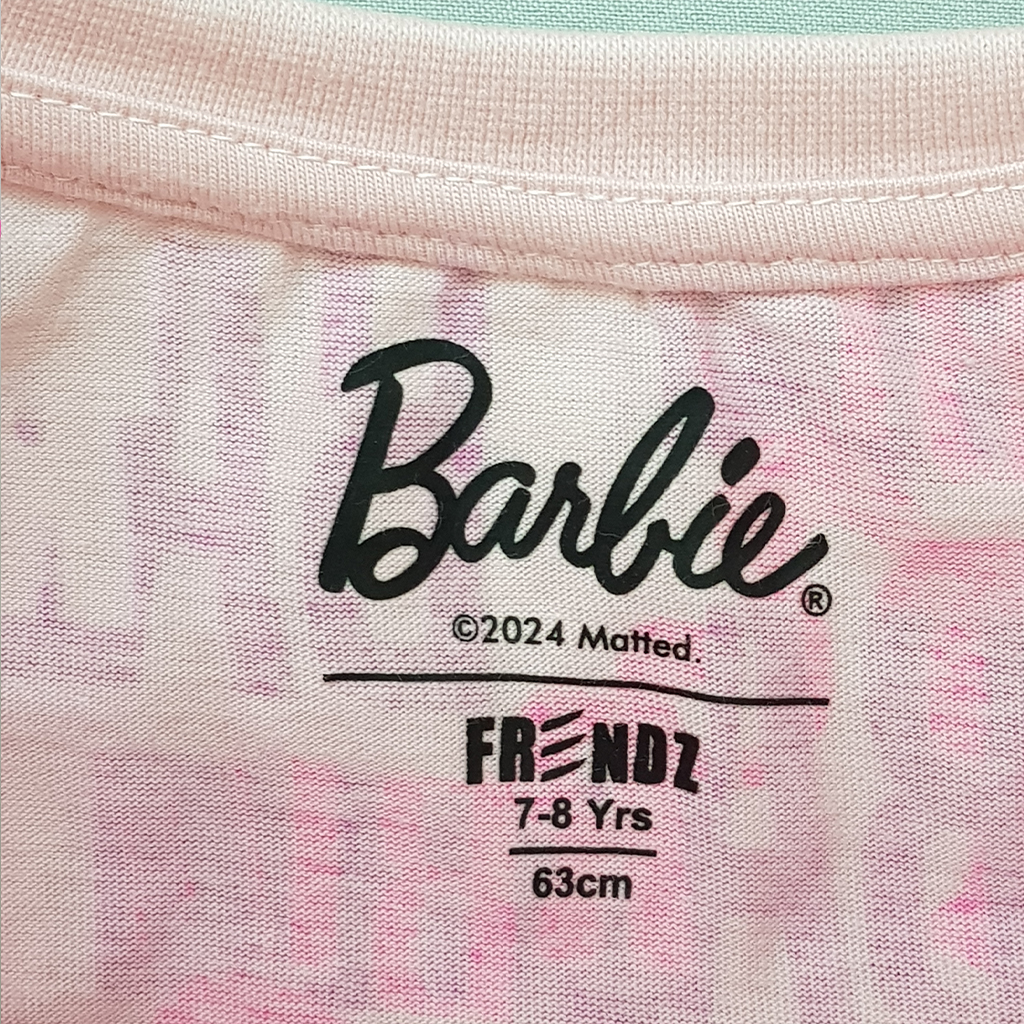 Barbie®
©2024 Matted.
FRENDZ
7-8 Yrs
63cm